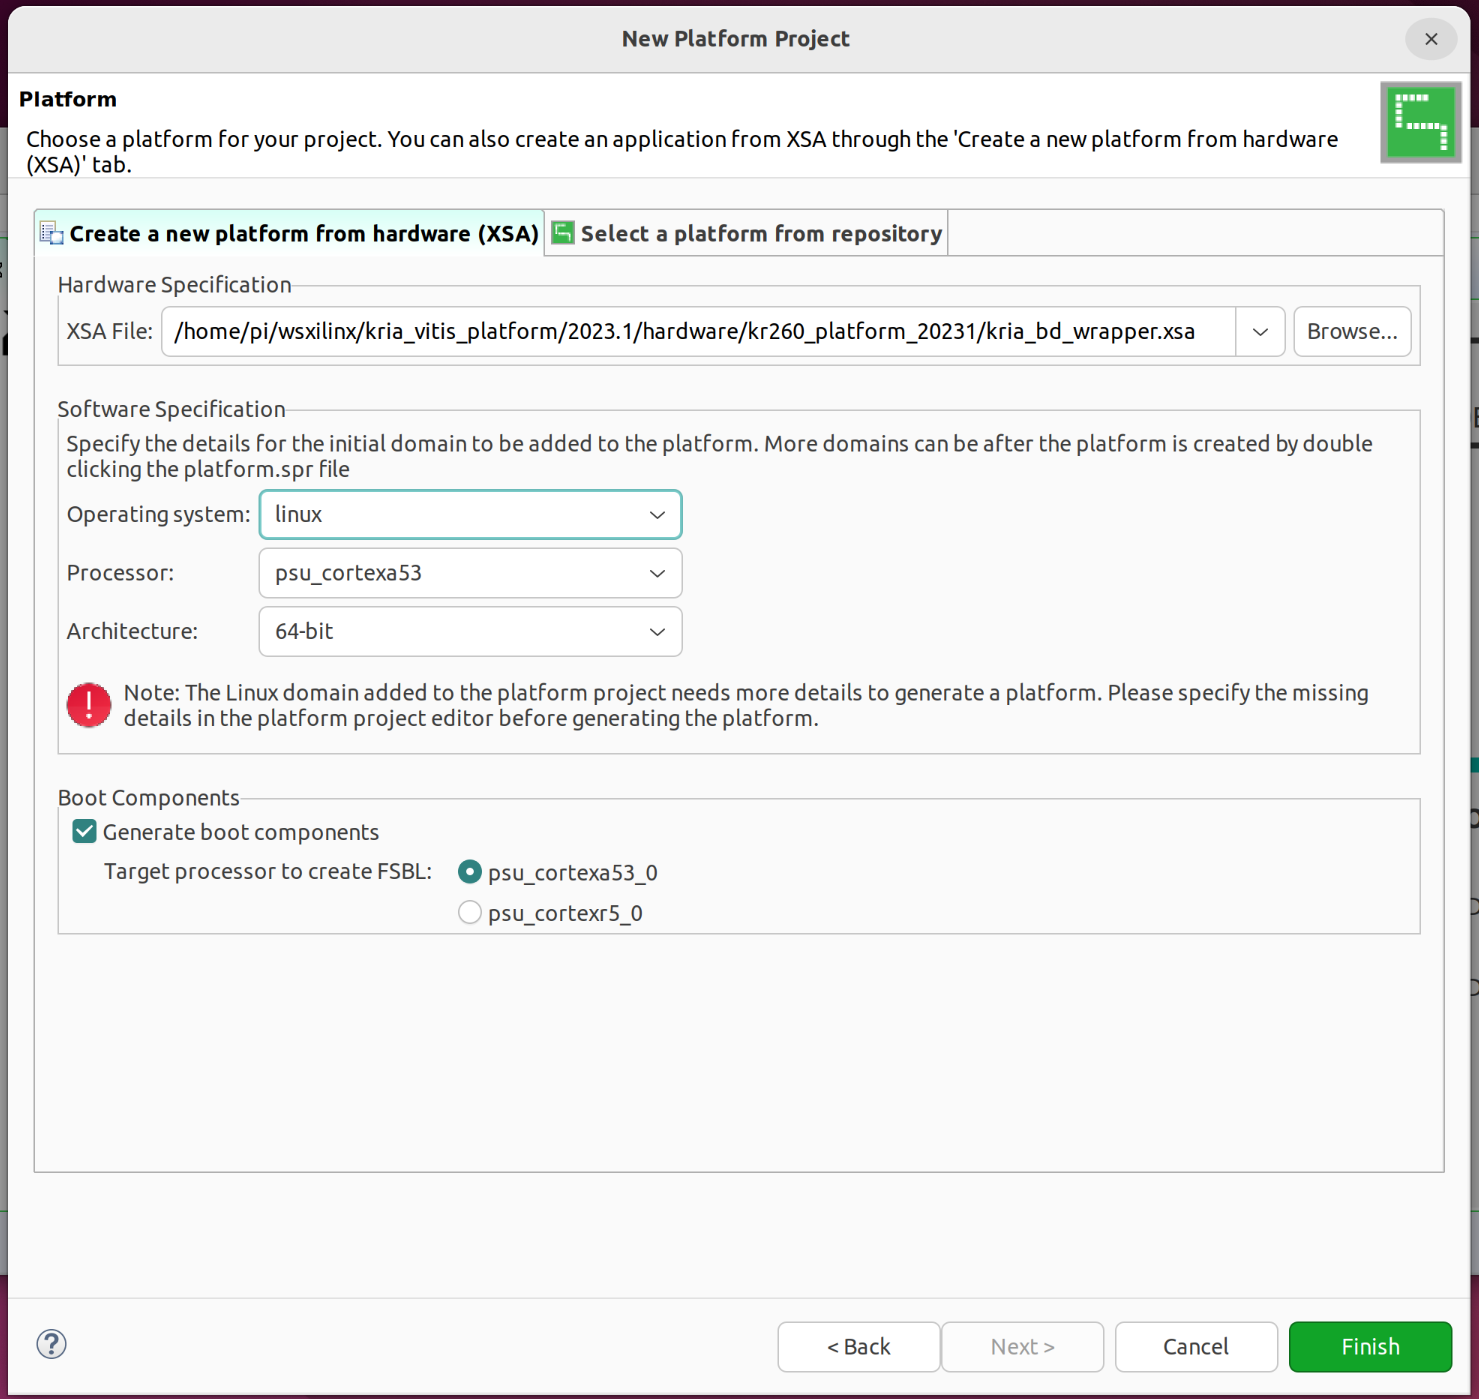 New Platform Project
Platform
Choose a platform for your project. You can also create an application from XSA through the 'Create a new platform from hardware
(XSA)' tab.
Create a new platform from hardware (XSA)
Select a platform from repository
Hardware Specification
XSA File: /home/pi/wsxilinx/kria_vitis_platform/2023.1/hardware/kr260_platform_20231/kria_bd_wrapper.xsa Browse...
Software Specification
Specify the details for the initial domain to be added to the platform. More domains can be after the platform is created by double
clicking the platform.spr file
Operating system: linux
Processor: psu_cortexa53
Architecture: 64-bit
Note: The Linux domain added to the platform project needs more details to generate a platform. Please specify the missing
details in the platform project editor before generating the platform.
Boot Components
Generate boot components
Target processor to create FSBL: psu_cortexa53_0
psu_cortexr5_0
< Back Next > Cancel Finish